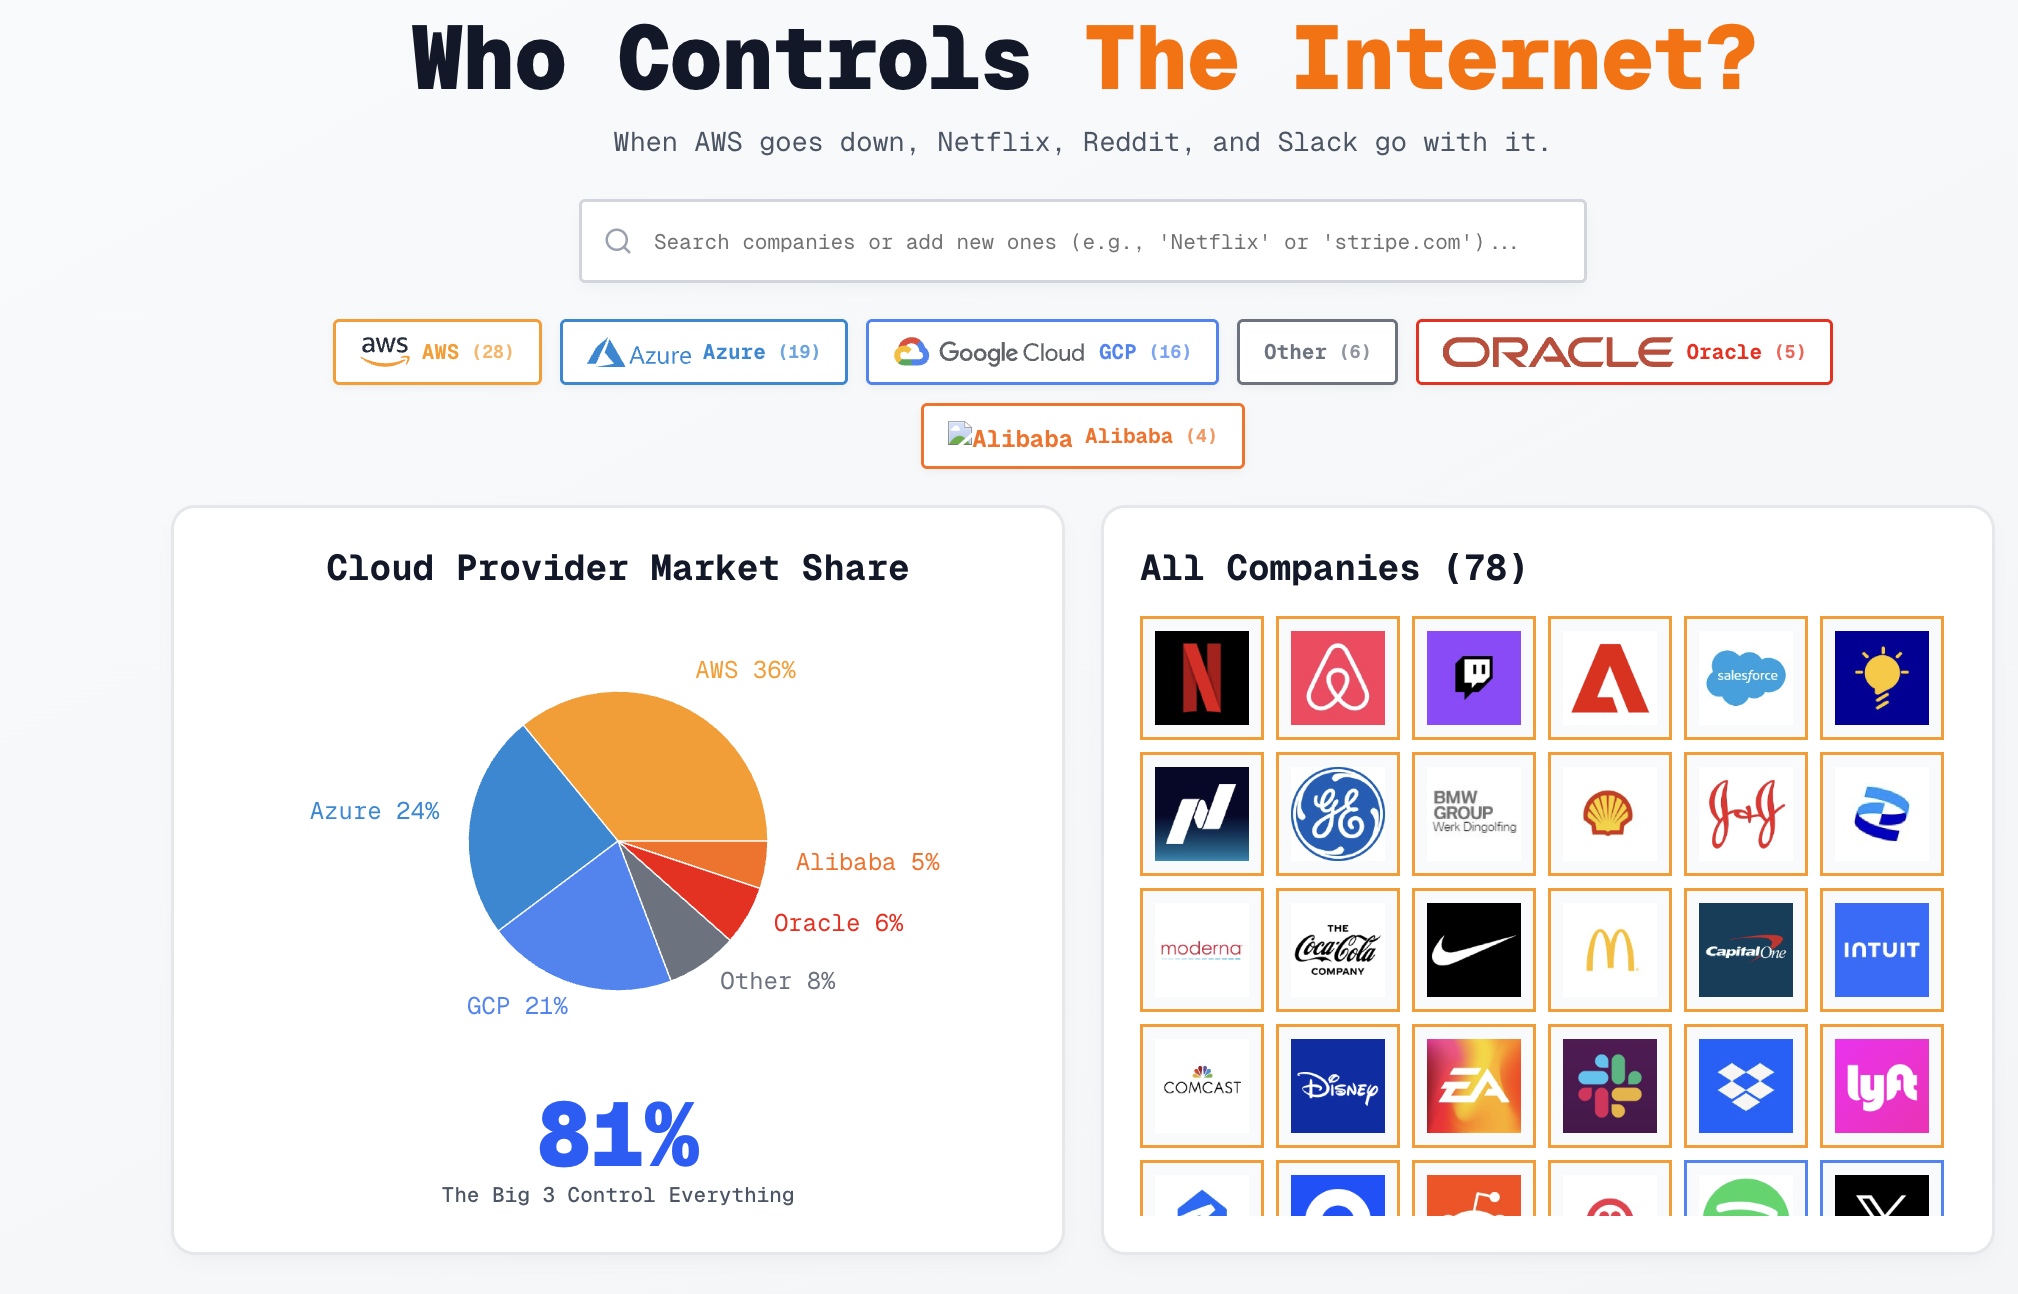 Who Controls The Internet?
When AWS goes down, Netflix, Reddit, and Slack go with it.
Search companies or add new ones (e.g., 'Netflix' or 'stripe.com')...
aws AWS (28)
Azure Azure (19)
Google Cloud GCP (16)
Other (6)
ORACLE Oracle (5)
Alibaba Alibaba (4)
Cloud Provider Market Share
AWS 36%
Azure 24%
Alibaba 5%
Oracle 6%
Other 8%
GCP 21%
81%
The Big 3 Control Everything
All Companies (78)
N
salesforce
GE
BMW
GROUP
Werk Dingolfing
J&J
moderna
THE
Coca-Cola
COMPANY
Capital One
INTUIT
COMCAST
Disney
EA
lyft
X